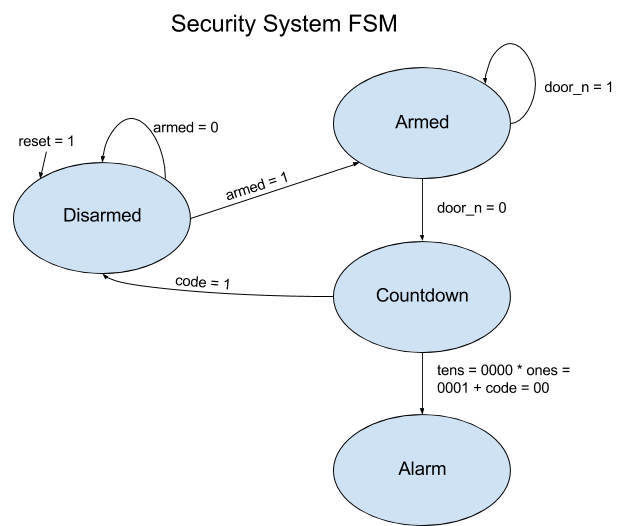 Security System FSM
Armed
door_n = 1
armed = 0
reset = 1
Disarmed
armed = 1
door_n = 0
code = 1
Countdown
tens = 0000 * ones =
0001 + code = 00
Alarm